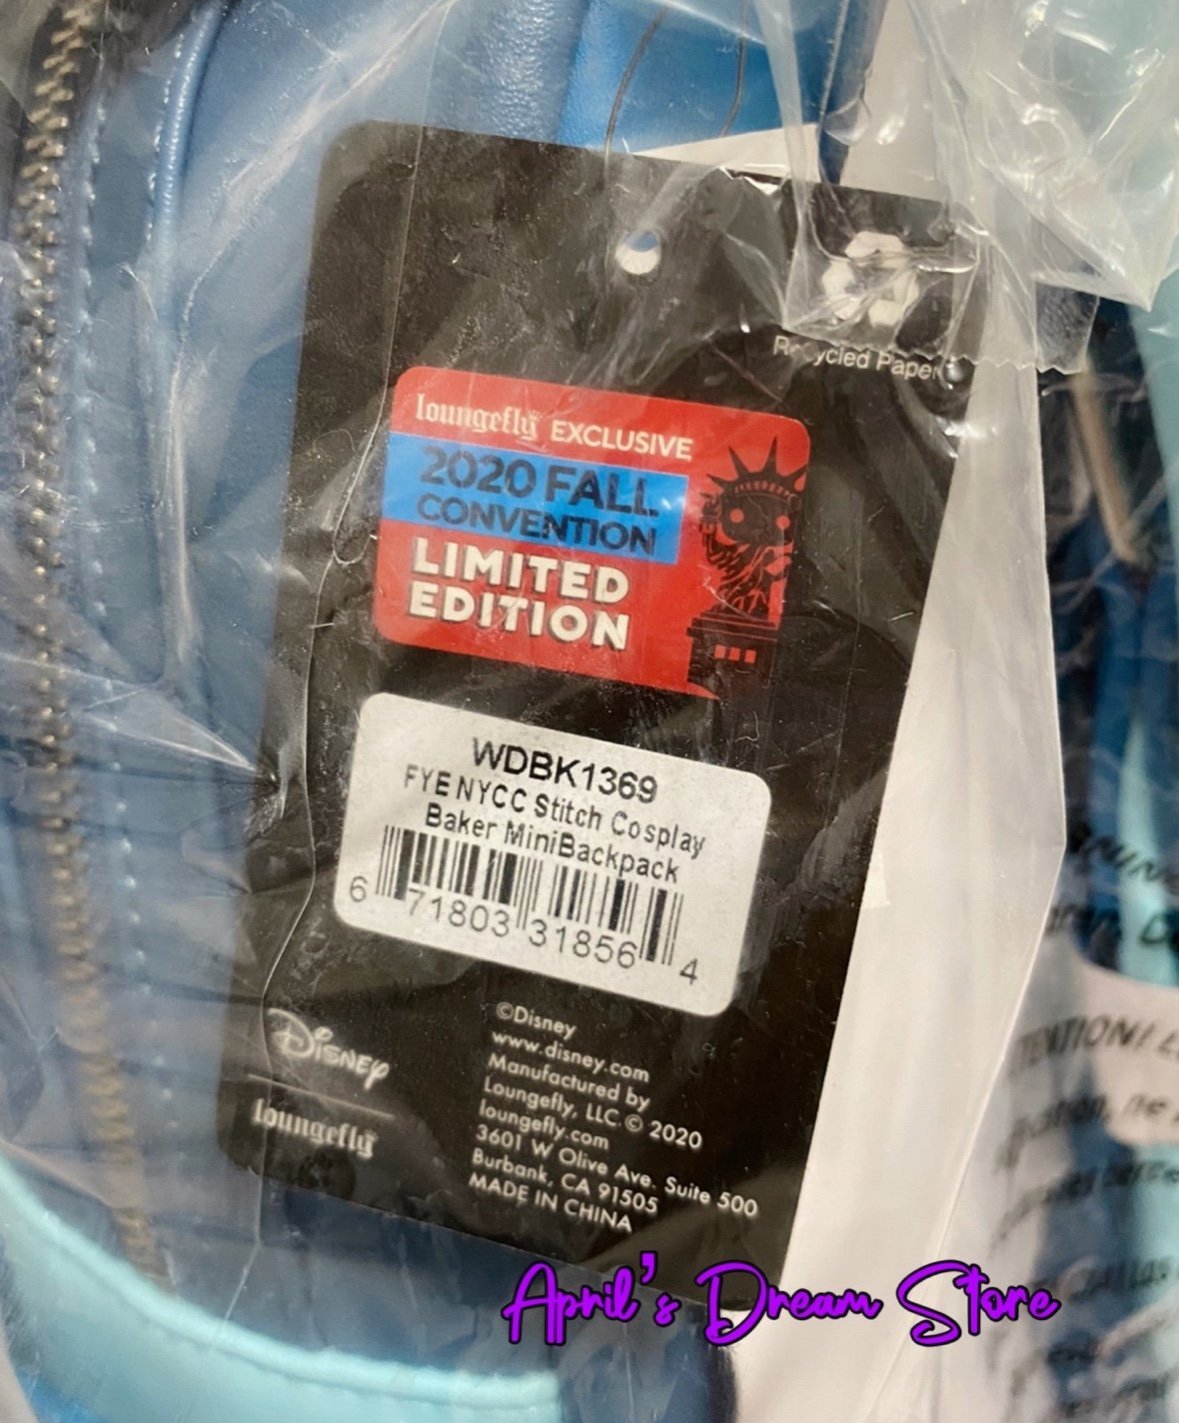 Recycled Paper
loungefly EXCLUSIVE
2020 FALL
CONVENTION
LIMITED
EDITION
WDBK1369
FYE NYCC Stitch Cosplay
Baker MiniBackpack
6 71803 31856 4
Disney
loungefly
©Disney
www.disney.com
Manufactured by
Loungefly, LLC © 2020
loungefly.com
3601 W Olive Ave. Suite 500
Burbank, CA 91505
MADE IN CHINA
April's Dream Store